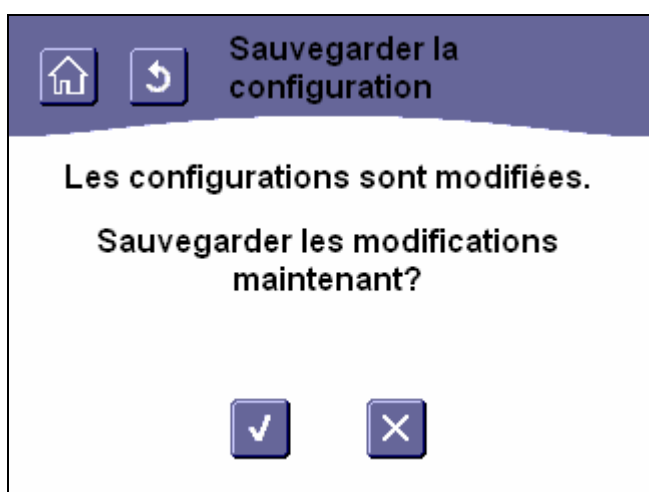 Sauvegarder la
configuration
Les configurations sont modifiées.
Sauvegarder les modifications
maintenant?